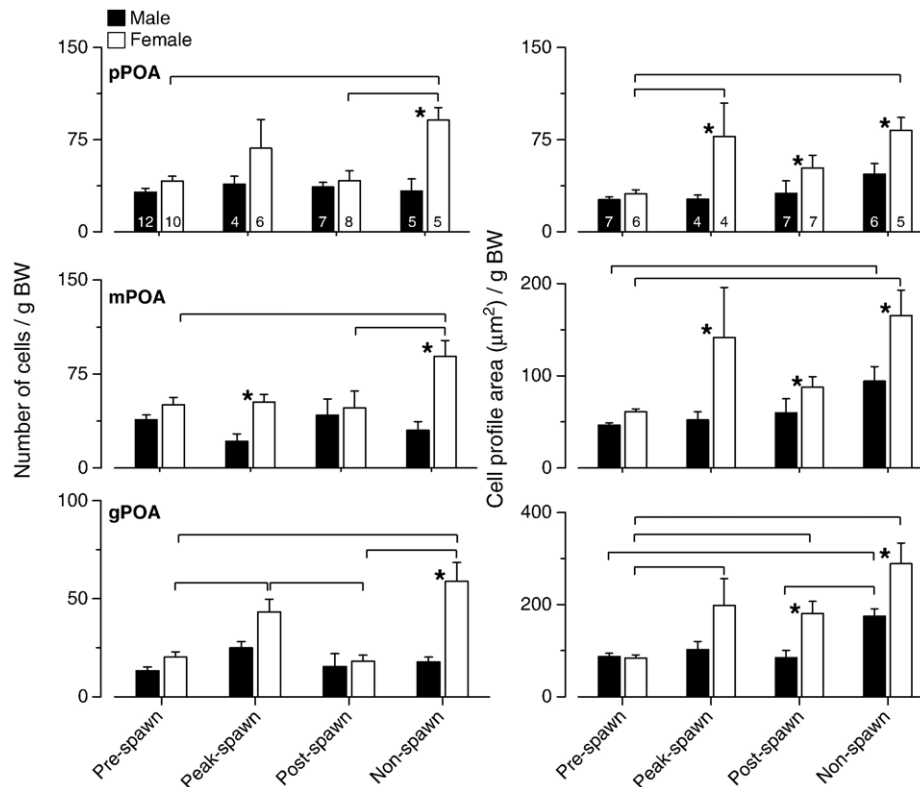 Male
Female
150
pPOA
*
75
0
12 10 4 6 7 8 5 5
150
mPOA
* *
75
0
100
gPOA
*
50
0
Number of cells / g BW
Pre-spawn
Peak-spawn
Post-spawn
Non-spawn
150
* * *
75
0
7 6 4 4 7 7 6 5
200
* * *
100
0
400
* *
200
0
Cell profile area (μm²) / g BW
Pre-spawn
Peak-spawn
Post-spawn
Non-spawn